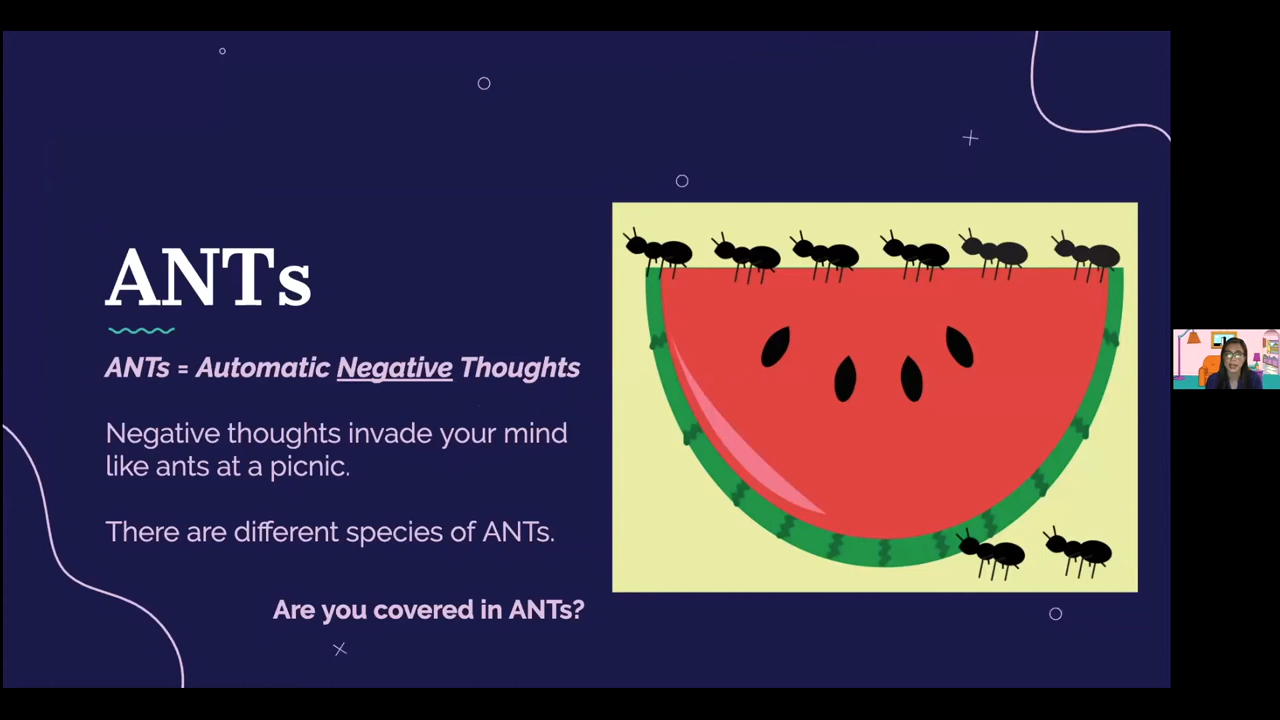 ANTs
ANTs = Automatic Negative Thoughts
Negative thoughts invade your mind
like ants at a picnic.
There are different species of ANTs.
Are you covered in ANTs?